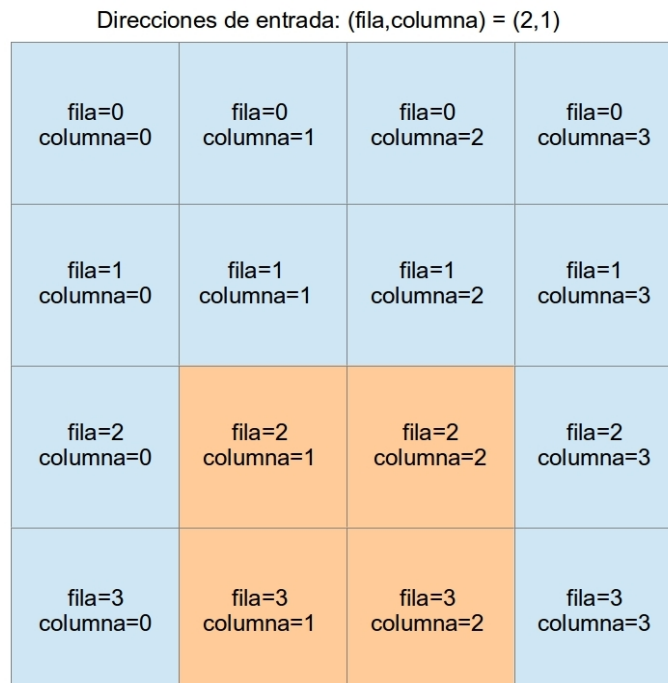 Direcciones de entrada: (fila,columna) = (2,1)
fila=0 fila=0 fila=0 fila=0
columna=0 columna=1 columna=2 columna=3
fila=1 fila=1 fila=1 fila=1
columna=0 columna=1 columna=2 columna=3
fila=2 fila=2 fila=2 fila=2
columna=0 columna=1 columna=2 columna=3
fila=3 fila=3 fila=3 fila=3
columna=0 columna=1 columna=2 columna=3